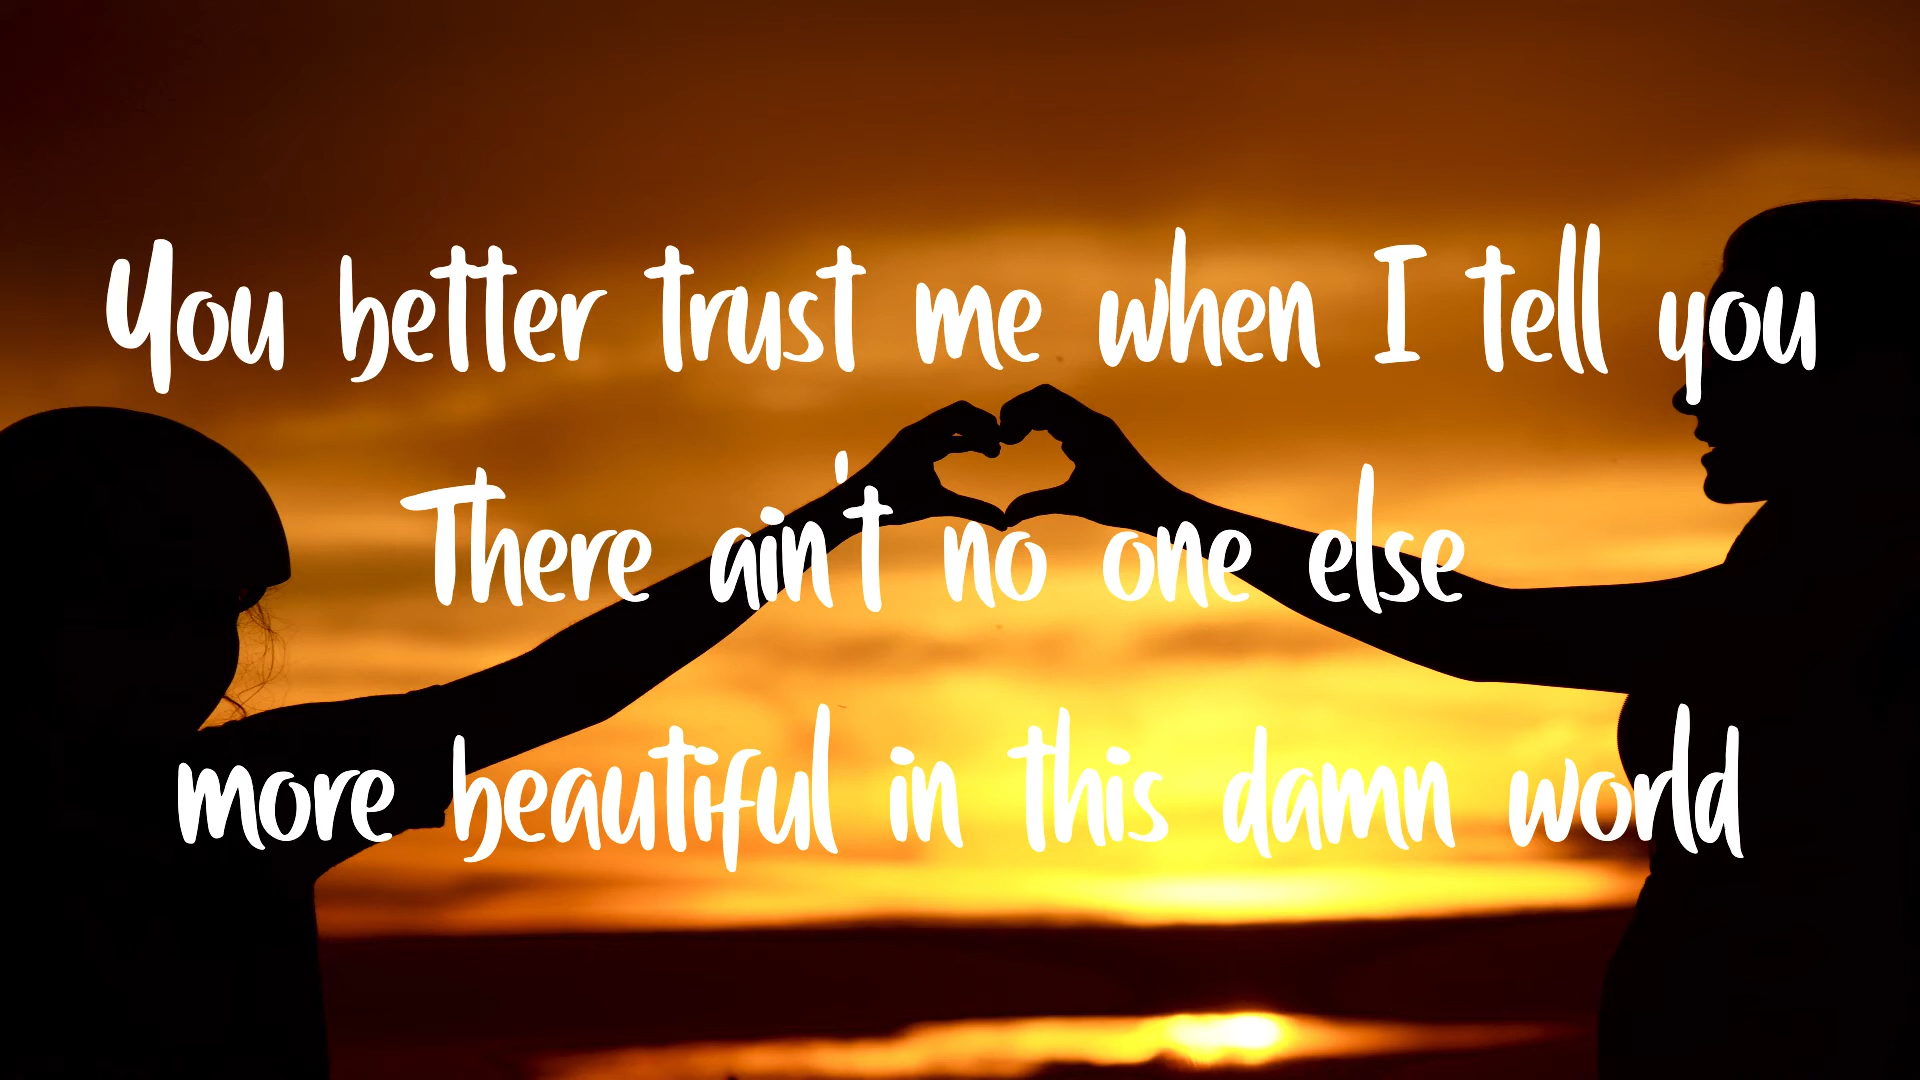 You better trust me when I tell you
There ain't no one else
more beautiful in this damn world